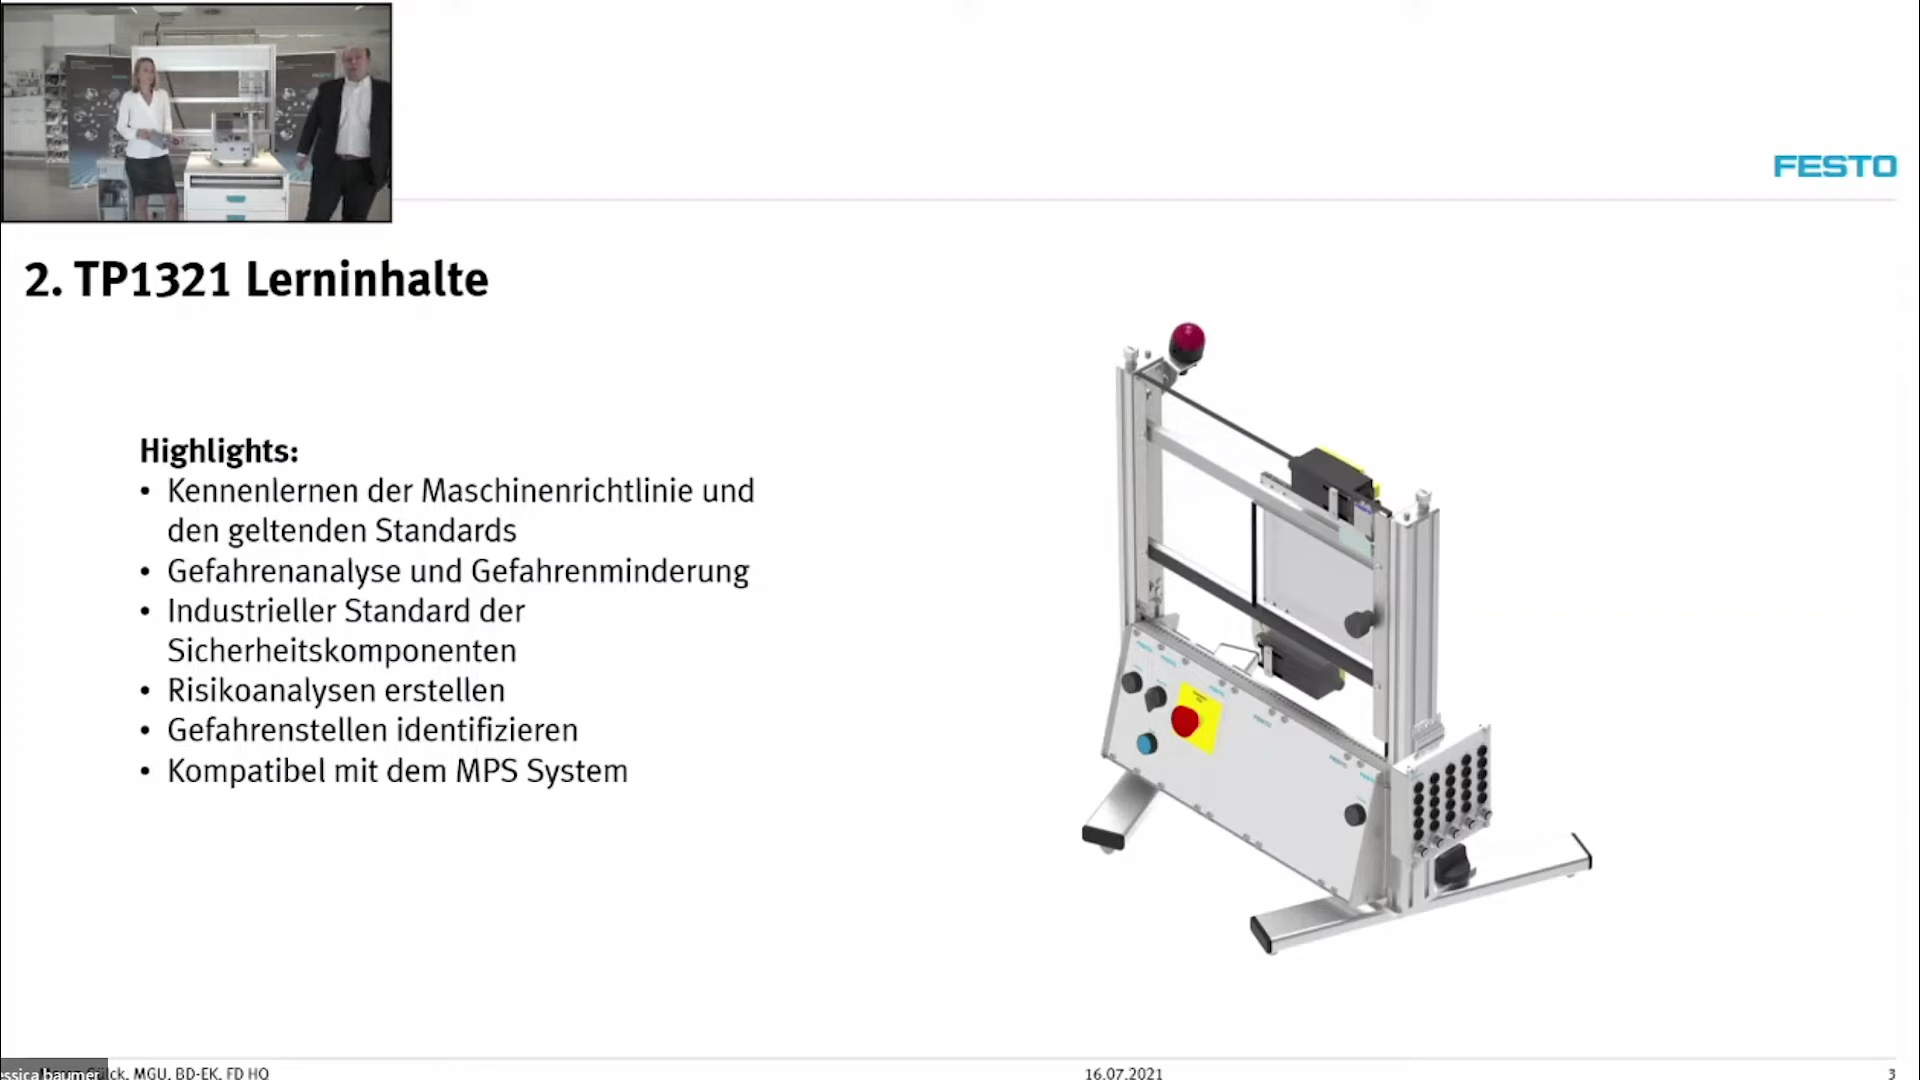 FESTO
2. TP1321 Lerninhalte
Highlights:
• Kennenlernen der Maschinenrichtlinie und
den geltenden Standards
• Gefahrenanalyse und Gefahrenminderung
• Industrieller Standard der
Sicherheitskomponenten
• Risikoanalysen erstellen
• Gefahrenstellen identifizieren
• Kompatibel mit dem MPS System
MGU, BD-EK, FD HQ
16.07.2021
3